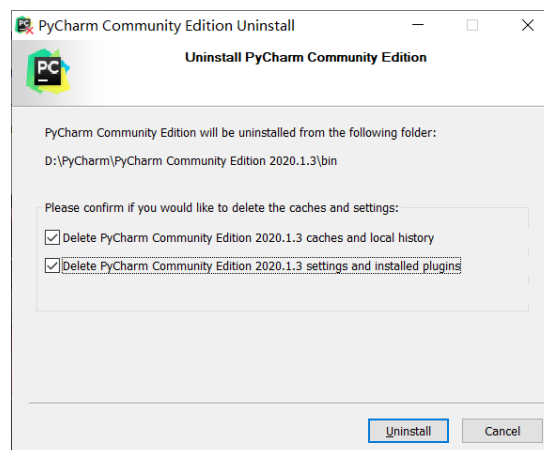 PyCharm Community Edition Uninstall
PC
Uninstall PyCharm Community Edition
PyCharm Community Edition will be uninstalled from the following folder:
D:\PyCharm\PyCharm Community Edition 2020.1.3\bin
Please confirm if you would like to delete the caches and settings:
Delete PyCharm Community Edition 2020.1.3 caches and local history
Delete PyCharm Community Edition 2020.1.3 settings and installed plugins
Uninstall
Cancel